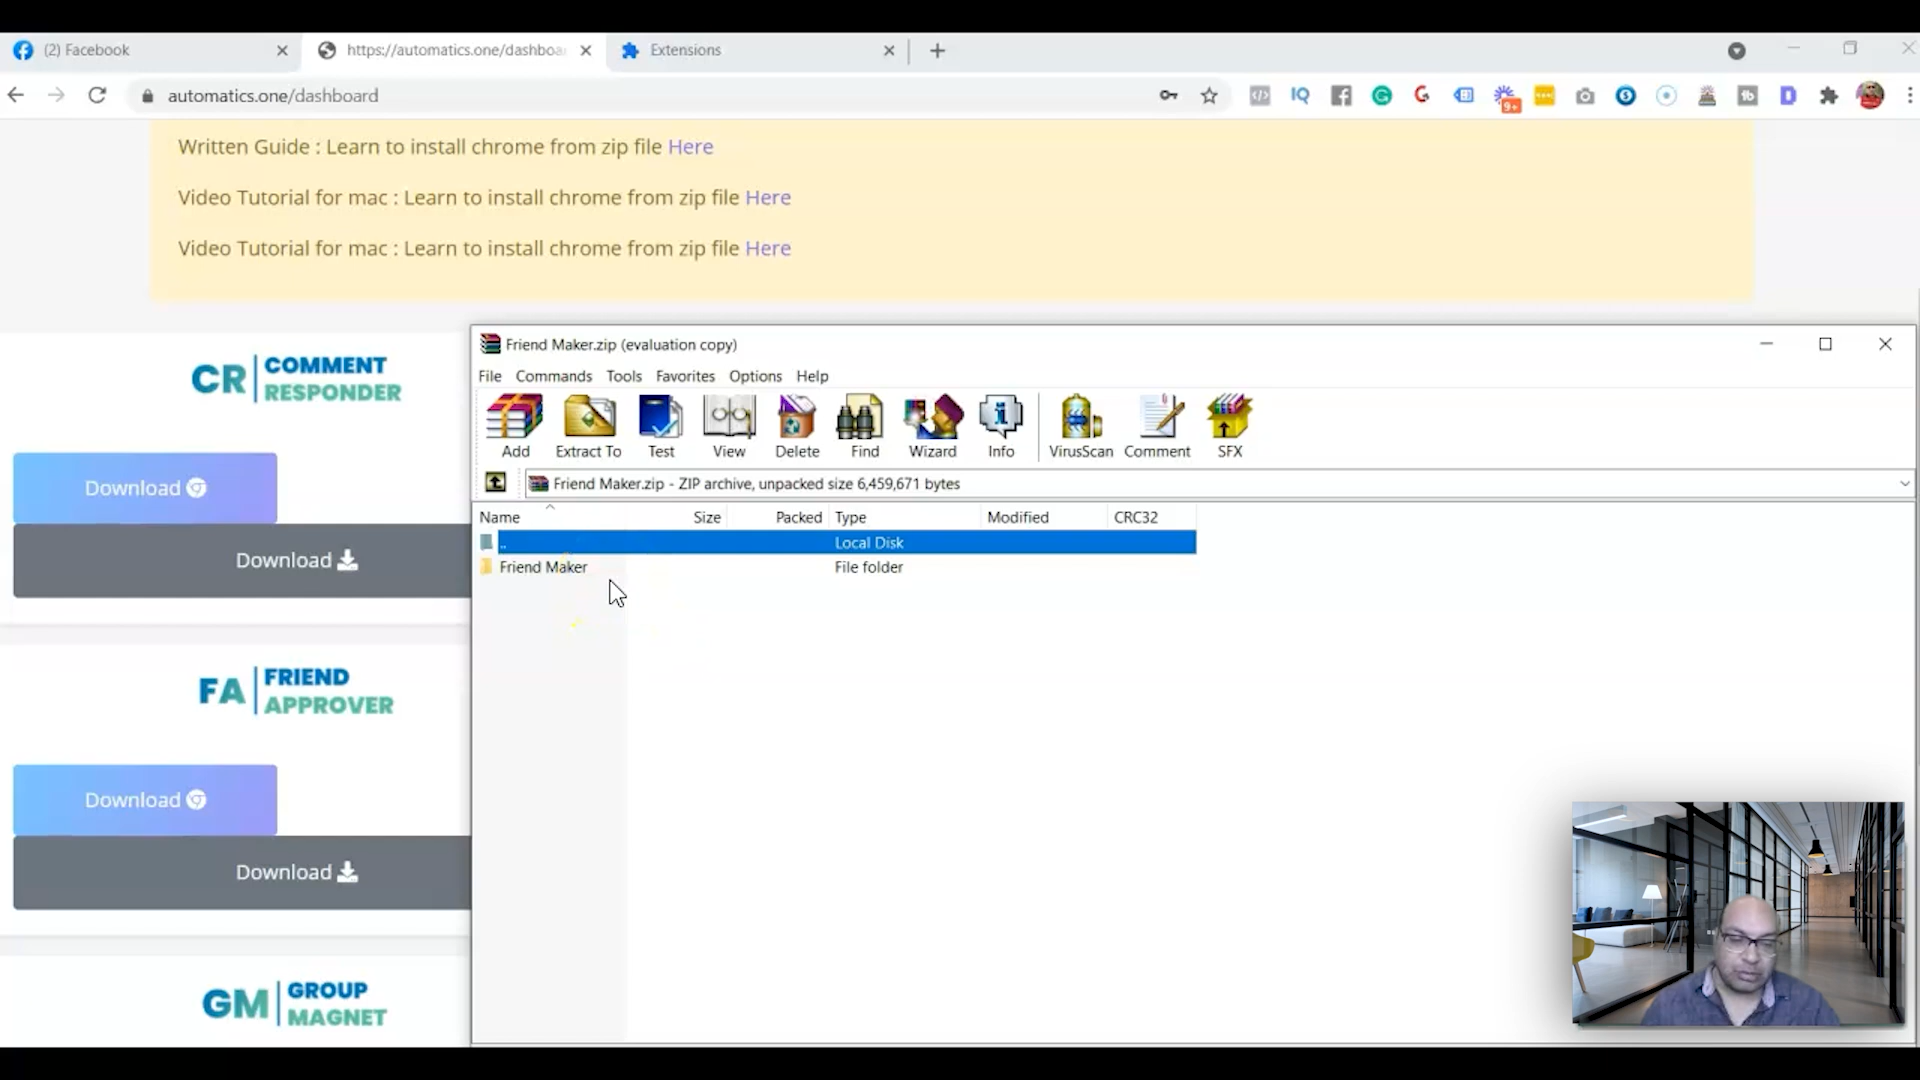 (2) Facebook
https://automatics.one/dashboa
Extensions
automatics.one/dashboard
IQ
9+
Written Guide : Learn to install chrome from zip file Here
Video Tutorial for mac : Learn to install chrome from zip file Here
Video Tutorial for mac : Learn to install chrome from zip file Here
CR COMMENT RESPONDER
Download
Download
FA FRIEND APPROVER
Download
Download
GM GROUP MAGNET
Friend Maker.zip (evaluation copy)
File Commands Tools Favorites Options Help
Add Extract To Test View Delete Find Wizard Info VirusScan Comment SFX
Friend Maker.zip - ZIP archive, unpacked size 6,459,671 bytes
Name Size Packed Type Modified CRC32
.. Local Disk
Friend Maker File folder